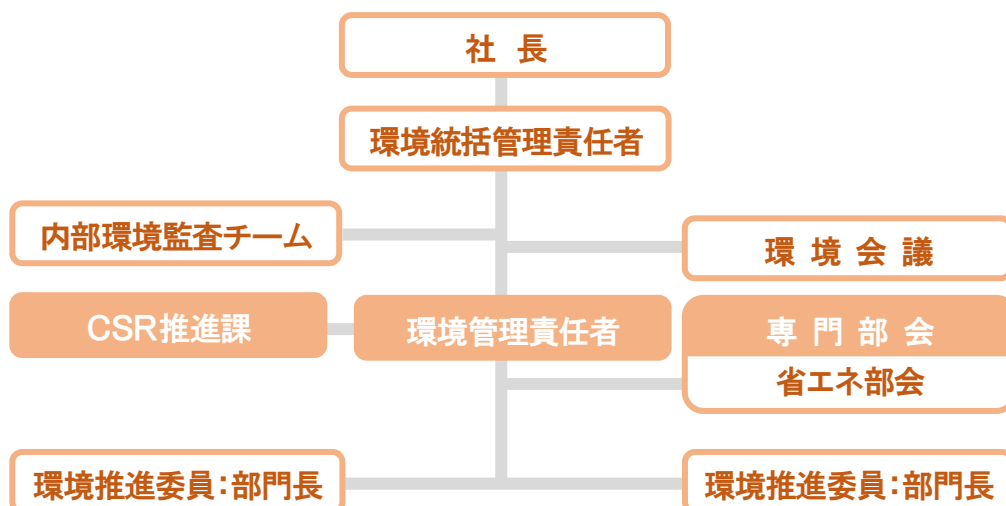 社 長
環境統括管理責任者
内部環境監査チーム
環 境 会 議
CSR推進課
環境管理責任者
専 門 部 会
省エネ部会
環境推進委員：部門長
環境推進委員：部門長